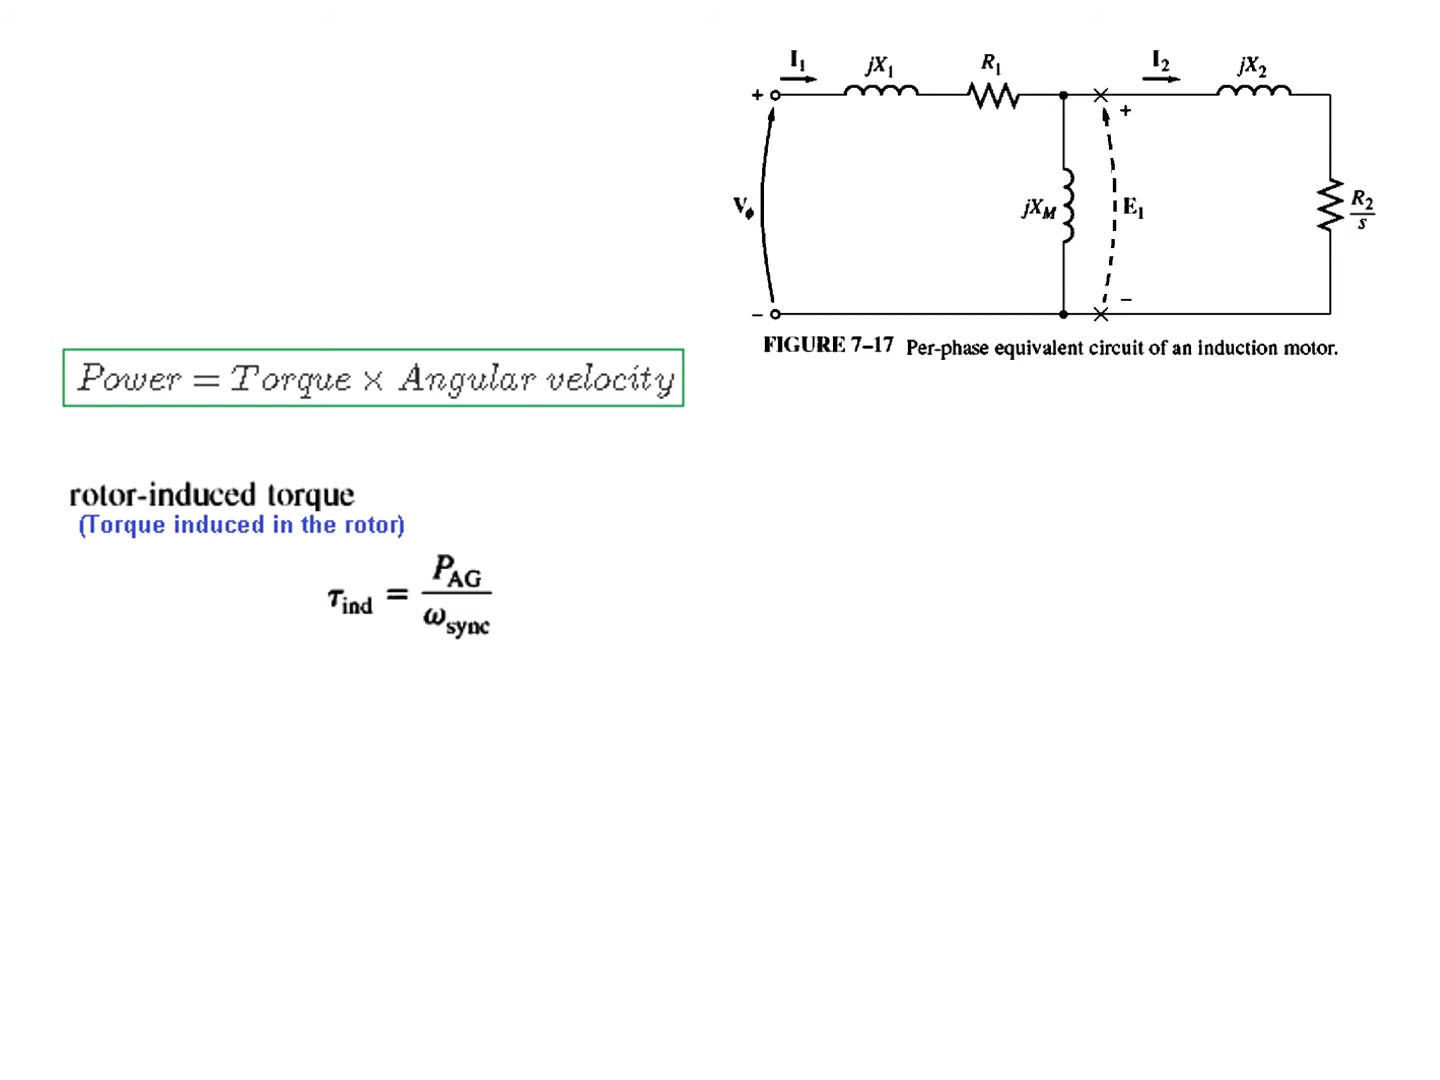 I₁ jX₁ R₁ I₂ jX₂
+
+
Vϕ jX_M E₁ R₂/s
−
−
FIGURE 7–17 Per-phase equivalent circuit of an induction motor.
Power = Torque × Angular velocity
rotor-induced torque
(Torque induced in the rotor)
τ_ind = P_AG / ω_sync